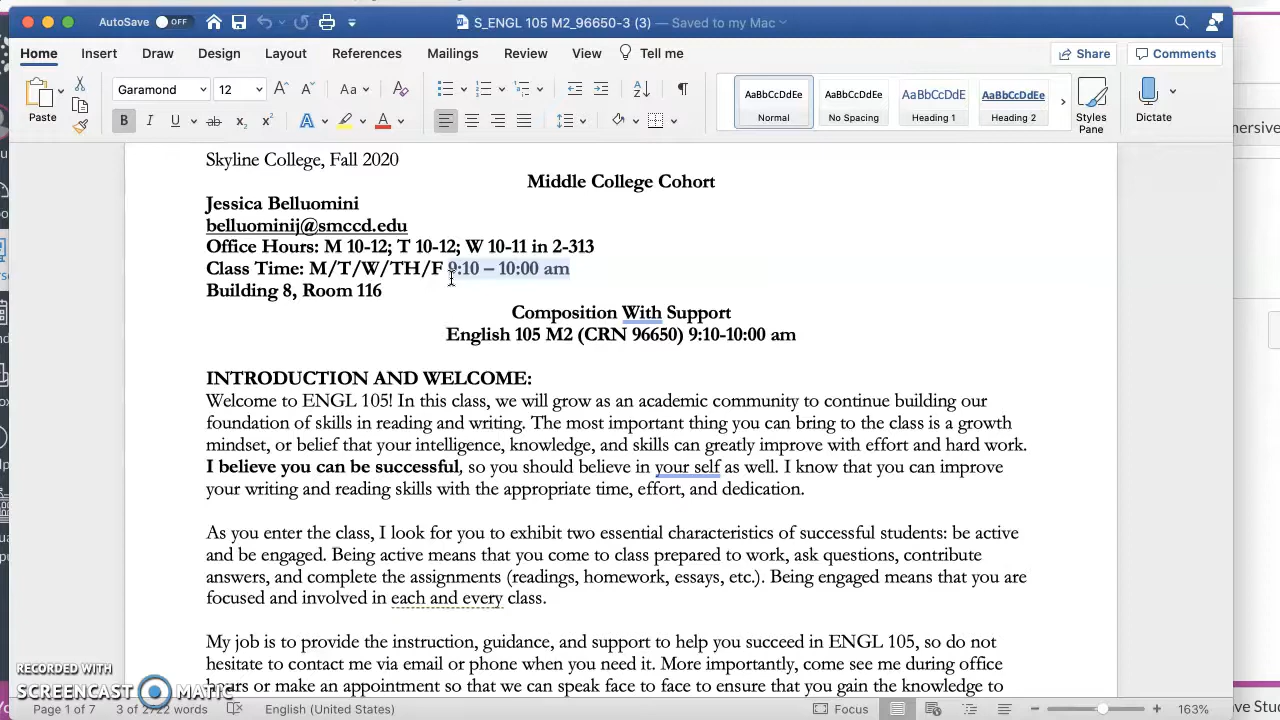 AutoSave OFF S_ENGL 105 M2_96650-3 (3) — Saved to my Mac
Home Insert Draw Design Layout References Mailings Review View Tell me Share Comments
Paste Garamond 12 Aa B I U ab x₂ x² A A
AaBbCcDdEe AaBbCcDdEe AaBbCcDdE AaBbCcDdEe
Normal No Spacing Heading 1 Heading 2 Styles Pane Dictate
Skyline College, Fall 2020
Middle College Cohort
Jessica Belluomini
belluominij@smccd.edu
Office Hours: M 10-12; T 10-12; W 10-11 in 2-313
Class Time: M/T/W/TH/F 9:10 – 10:00 am
Building 8, Room 116
Composition With Support
English 105 M2 (CRN 96650) 9:10-10:00 am
INTRODUCTION AND WELCOME:
Welcome to ENGL 105! In this class, we will grow as an academic community to continue building our
foundation of skills in reading and writing. The most important thing you can bring to the class is a growth
mindset, or belief that your intelligence, knowledge, and skills can greatly improve with effort and hard work.
I believe you can be successful, so you should believe in your self as well. I know that you can improve
your writing and reading skills with the appropriate time, effort, and dedication.
As you enter the class, I look for you to exhibit two essential characteristics of successful students: be active
and be engaged. Being active means that you come to class prepared to work, ask questions, contribute
answers, and complete the assignments (readings, homework, essays, etc.). Being engaged means that you are
focused and involved in each and every class.
My job is to provide the instruction, guidance, and support to help you succeed in ENGL 105, so do not
hesitate to contact me via email or phone when you need it. More importantly, come see me during office
hours or make an appointment so that we can speak face to face to ensure that you gain the knowledge to
RECORDED WITH
SCREENCAST MATIC
Page 1 of 7 3 of 2722 words English (United States) Focus 163%